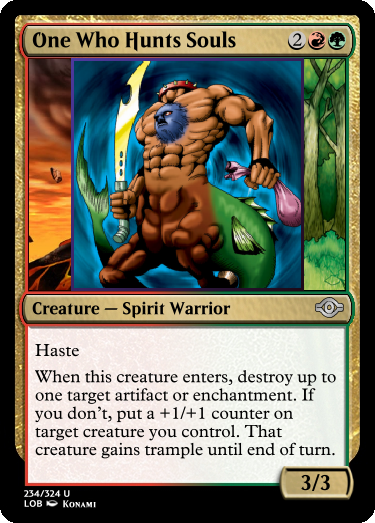 One Who Hunts Souls 2
Creature — Spirit Warrior
Haste
When this creature enters, destroy up to
one target artifact or enchantment. If
you don't, put a +1/+1 counter on
target creature you control. That
creature gains trample until end of turn.
3/3
234/324 U
LOB Konami